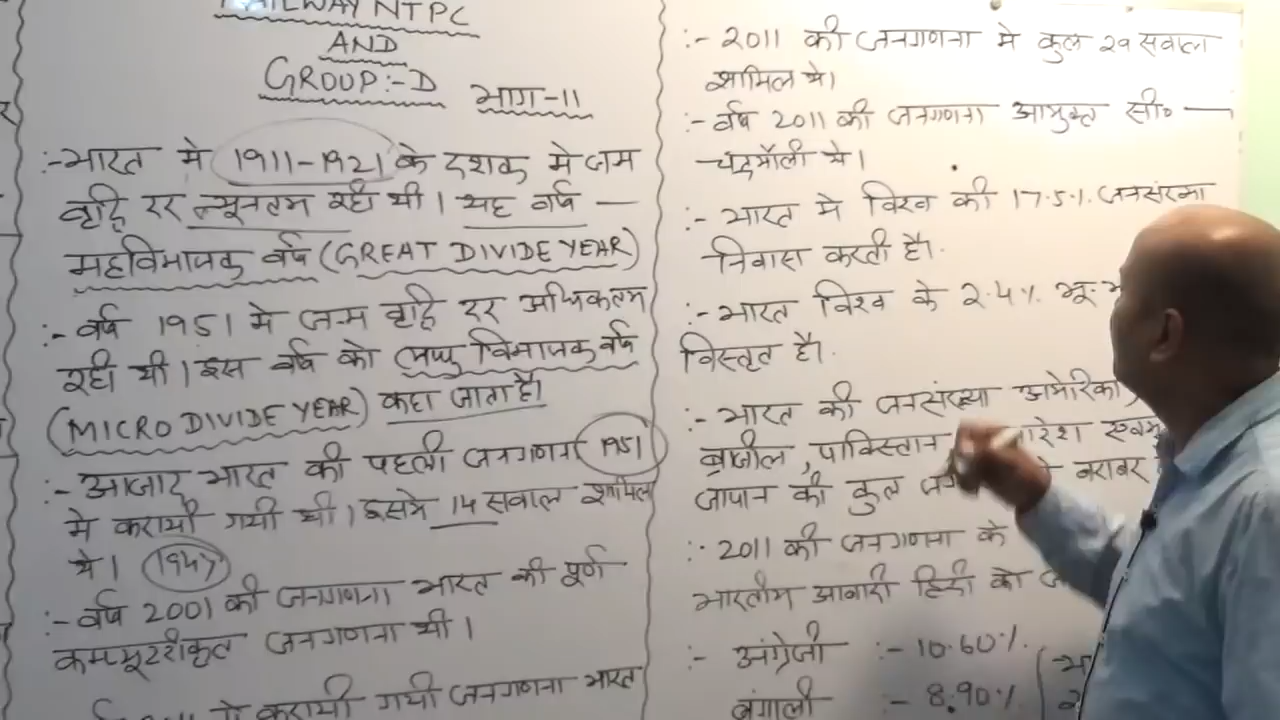 RAILWAY NTPC
AND
GROUP:-D भाग-11
:- भारत मे 1911-1921 के दशक मे जन्म
वृद्दि दर न्यूनतम रही थी। यह वर्ष —
महाविभाजक वर्ष (GREAT DIVIDE YEAR)
:- वर्ष 1951 मे जन्म वृद्दि दर अधिकतम
रही थी। इस वर्ष को लघु विभाजक वर्ष
(MICRO DIVIDE YEAR) कहा जाता है।
:- आजाद भारत की पहली जनगणना 1951
मे करायी गयी थी। इसमे 14 सवाल शामिल
थे। 1947
:- वर्ष 2001 की जनगणना भारत की पूर्ण
कम्प्यूटरीकृत जनगणना थी।
मे करायी गयी जनगणना भारत
:- 2011 की जनगणना मे कुल 29 सवाल
शामिल थे।
:- वर्ष 2011 की जनगणना आयुक्त सी० —
चंद्रमौली थे।
:- भारत मे विश्व की 17.5% जनसंख्या
निवास करती है।
:- भारत विश्व के 2.4% भू-
विस्तृत है।
:- भारत की जनसंख्या अमेरिका,
ब्राजील, पाकिस्तान
जापान की कुल बराबर
:- 2011 की जनगणना के
भारतीय आबादी हिंदी को
:- अंग्रेजी :- 10.60%
बंगाली :- 8.90%